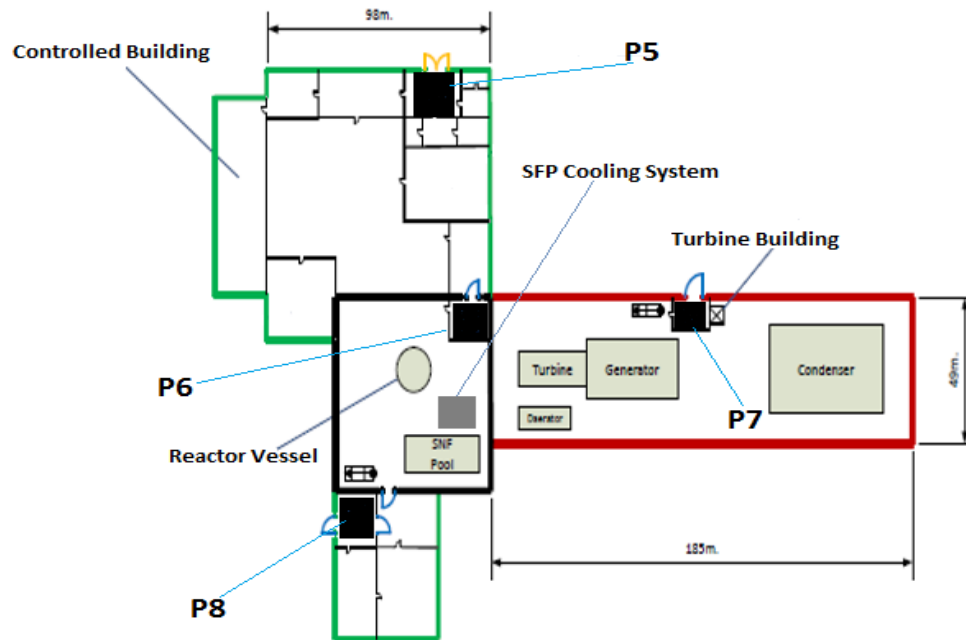 98m.
Controlled Building
P5
SFP Cooling System
Turbine Building
P6
Turbine
Generator
Condenser
49m.
Daerator
P7
Reactor Vessel
SNF
Pool
185m.
P8